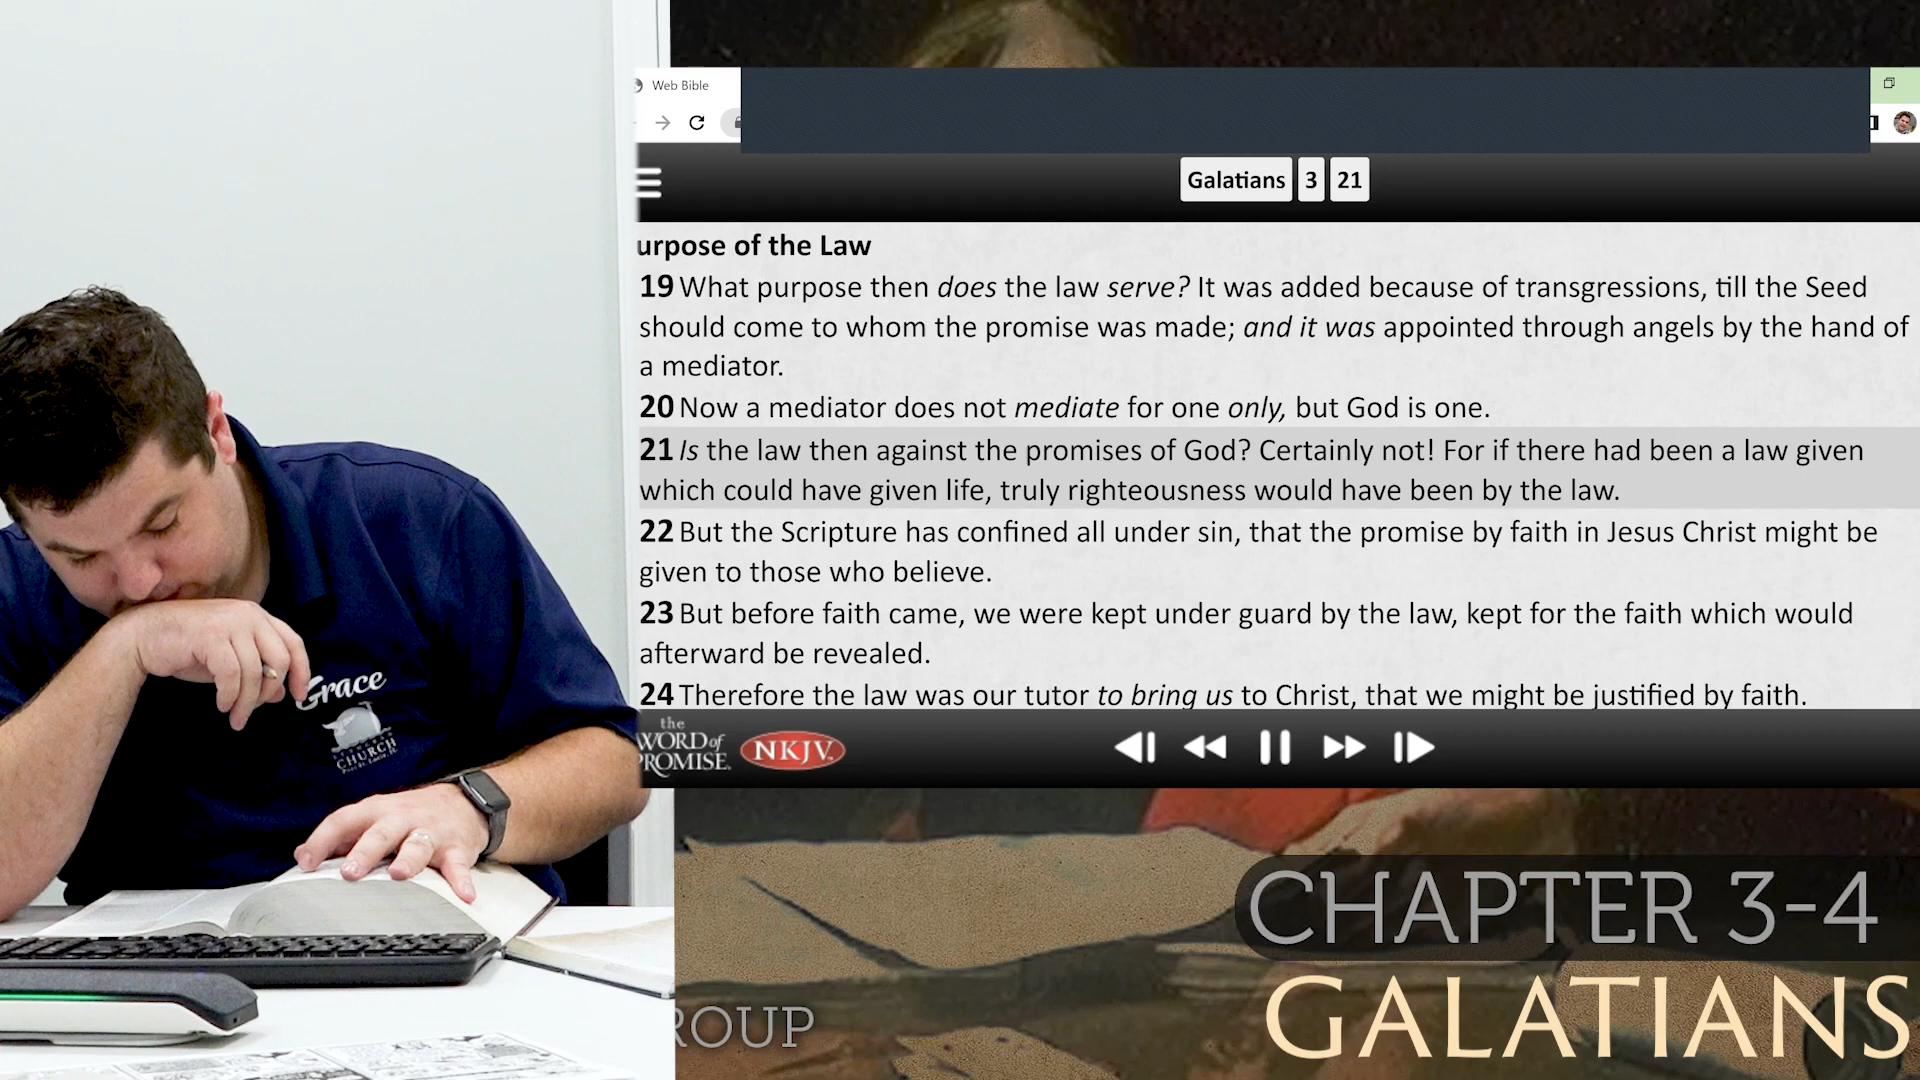 Web Bible
Galatians 3 21
urpose of the Law
19 What purpose then does the law serve? It was added because of transgressions, till the Seed
should come to whom the promise was made; and it was appointed through angels by the hand of
a mediator.
20 Now a mediator does not mediate for one only, but God is one.
21 Is the law then against the promises of God? Certainly not! For if there had been a law given
which could have given life, truly righteousness would have been by the law.
22 But the Scripture has confined all under sin, that the promise by faith in Jesus Christ might be
given to those who believe.
23 But before faith came, we were kept under guard by the law, kept for the faith which would
afterward be revealed.
24 Therefore the law was our tutor to bring us to Christ, that we might be justified by faith.
the
WORD of
PROMISE
NKJV
Grace
CHURCH
CHAPTER 3-4
GALATIANS
ROUP